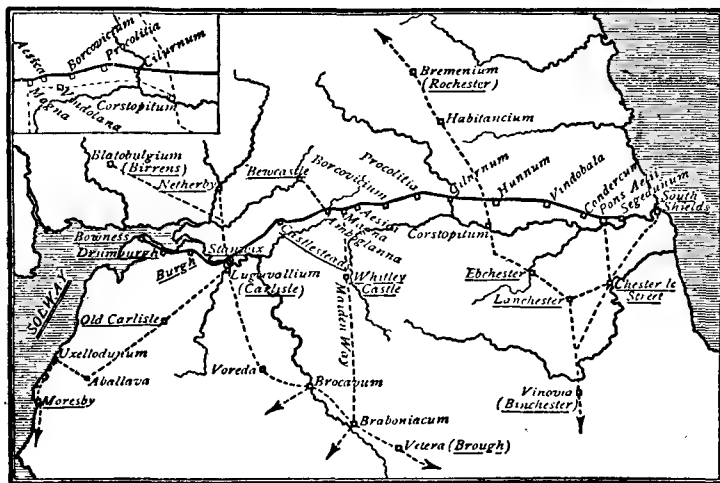 Aesica
Borcovicum
Procolitia
Cilurnum
Magna
Vindolana
Corstopitum
Bremenium
(Rochester)
Habitancium
Blatobulgium
(Birrens)
Netherby
Bewcastle
Borcovicum
Procolitia
Cilurnum
Hunnum
Vindobala
Condercum
Pons Aelii
Segedunum
South
Shields
Aesica
Magna
Amboglanna
Corstopitum
Bowness
Drumburgh
Burgh
Stanwix
Castlesteads
Luguvallium
(Carlisle)
Whitley
Castle
Ebchester
Lanchester
Chester le
Street
SOLWAY
Old Carlisle
Maiden Way
Uxellodunum
Aballava
Voreda
Brocavum
Moresby
Vinovia
(Binchester)
Braboniacum
Vetera (Brough)